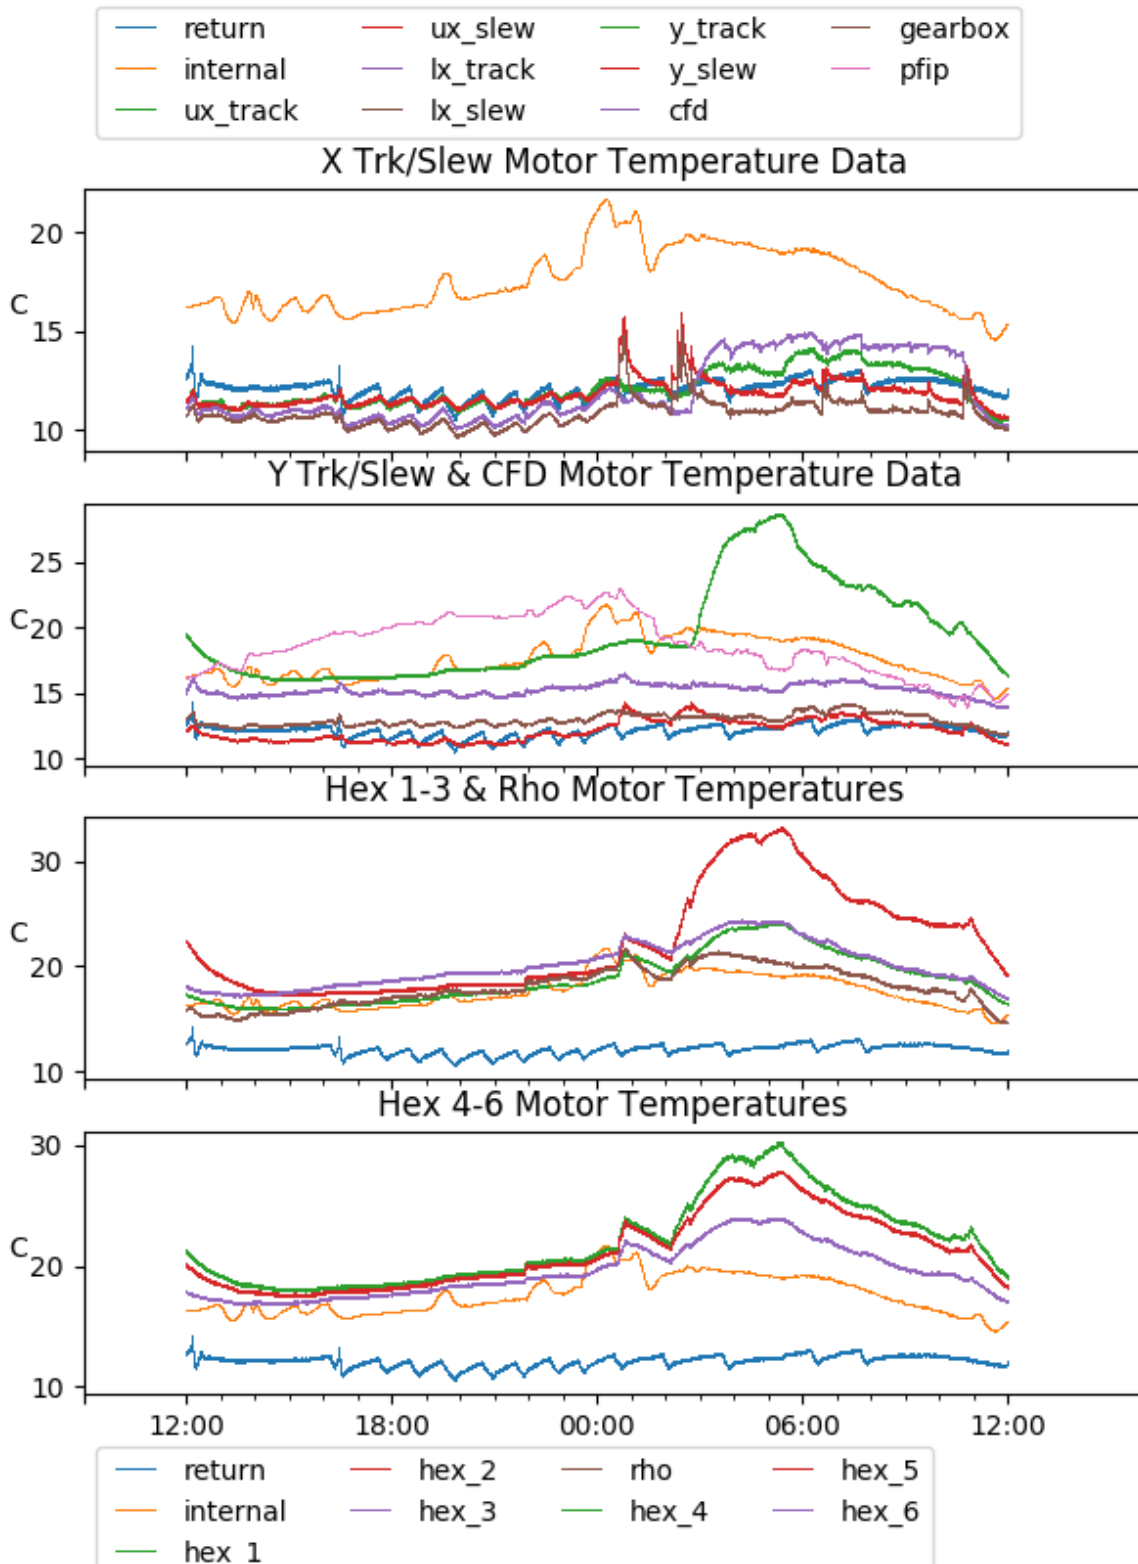 return ux_slew y_track gearbox
internal lx_track y_slew pfip
ux_track lx_slew cfd
X Trk/Slew Motor Temperature Data
20
C
15
10
Y Trk/Slew & CFD Motor Temperature Data
25
C
20
15
10
Hex 1-3 & Rho Motor Temperatures
30
C
20
10
Hex 4-6 Motor Temperatures
30
C
20
10
12:00 18:00 00:00 06:00 12:00
return hex_2 rho hex_5
internal hex_3 hex_4 hex_6
hex_1